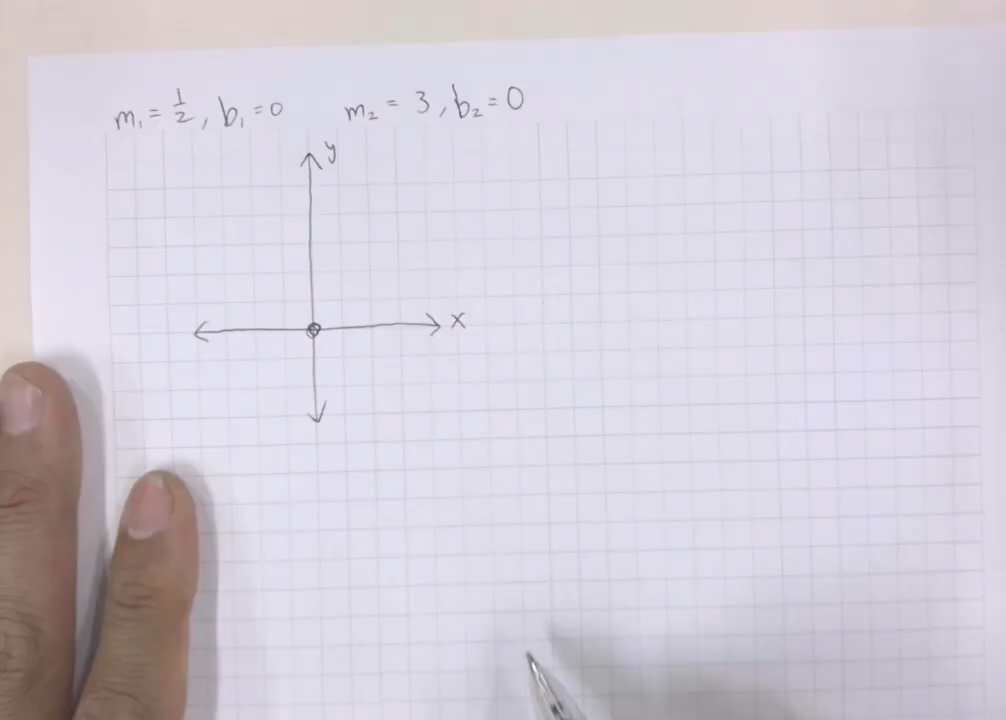 m₁ = 1/2, b₁ = 0 m₂ = 3, b₂ = 0
y
x